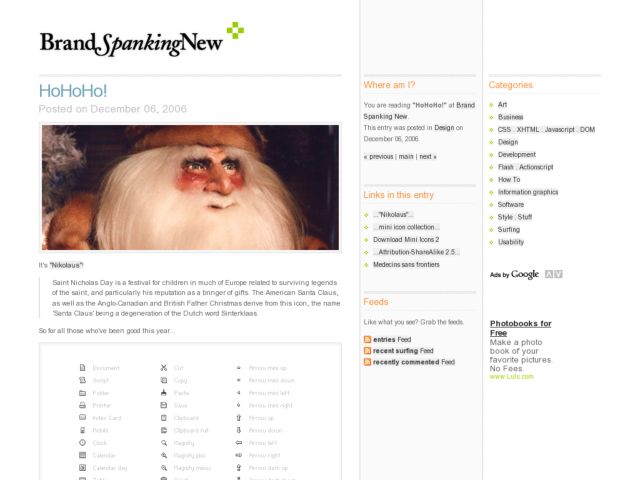 BrandSpankingNew
HoHoHo!
Posted on December 06, 2006
It's "Nikolaus"!
Saint Nicholas Day is a festival for children in much of Europe related to surviving legends
of the saint, and particularly his reputation as a bringer of gifts. The American Santa Claus,
as well as the Anglo-Canadian and British Father Christmas derive from this icon, the name
'Santa Claus' being a degeneration of the Dutch word Sinterklaas.
So for all those who've been good this year...
Document Cut Arrow mini up
Script Copy Arrow mini down
Folder Paste Arrow mini left
Printer Save Arrow mini right
Index Card Clipboard Arrow up
Mobile Clipboard full Arrow down
Clock Magnify Arrow left
Calendar Magnify plus Arrow right
Calendar day Magnify minus Arrow dash up
Where am I?
You are reading "HoHoHo!" at Brand
Spanking New.
This entry was posted in Design on
December 06, 2006.
« previous | main | next »
Links in this entry
..."Nikolaus"...
...mini icon collection...
Download Mini Icons 2
...Attribution-ShareAlike 2.5...
Medecins sans frontiers
Feeds
Like what you see? Grab the feeds.
entries Feed
recent surfing Feed
recently commented Feed
Categories
Art
Business
CSS . XHTML . Javascript . DOM
Design
Development
Flash . Actionscript
How To
Information graphics
Software
Style . Stuff
Surfing
Usability
Ads by Google
Photobooks for
Free
Make a photo
book of your
favorite pictures.
No Fees.
www.Lulu.com